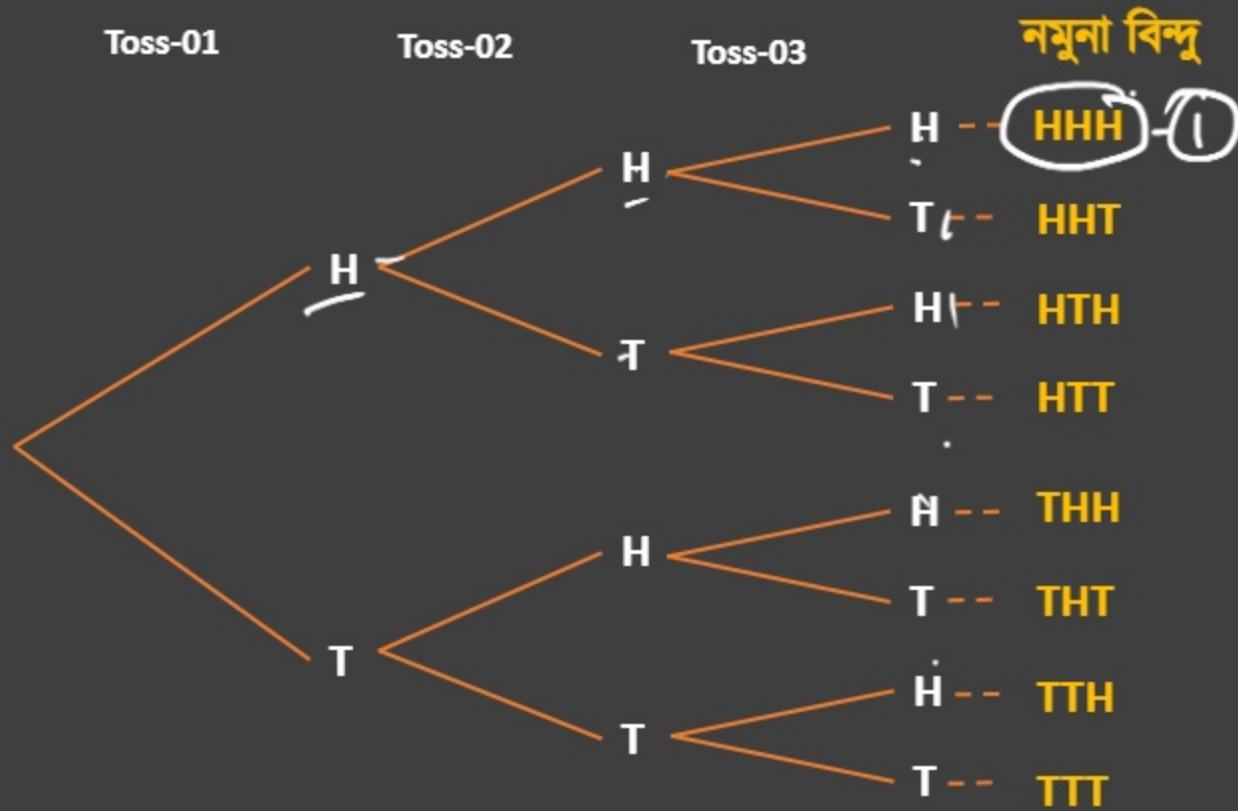 Toss-01 Toss-02 Toss-03 নমুনা বিন্দু
H HHH - 1
H
T HHT
H
H HTH
T
T HTT
H THH
H
T THT
T
H TTH
T
T TTT